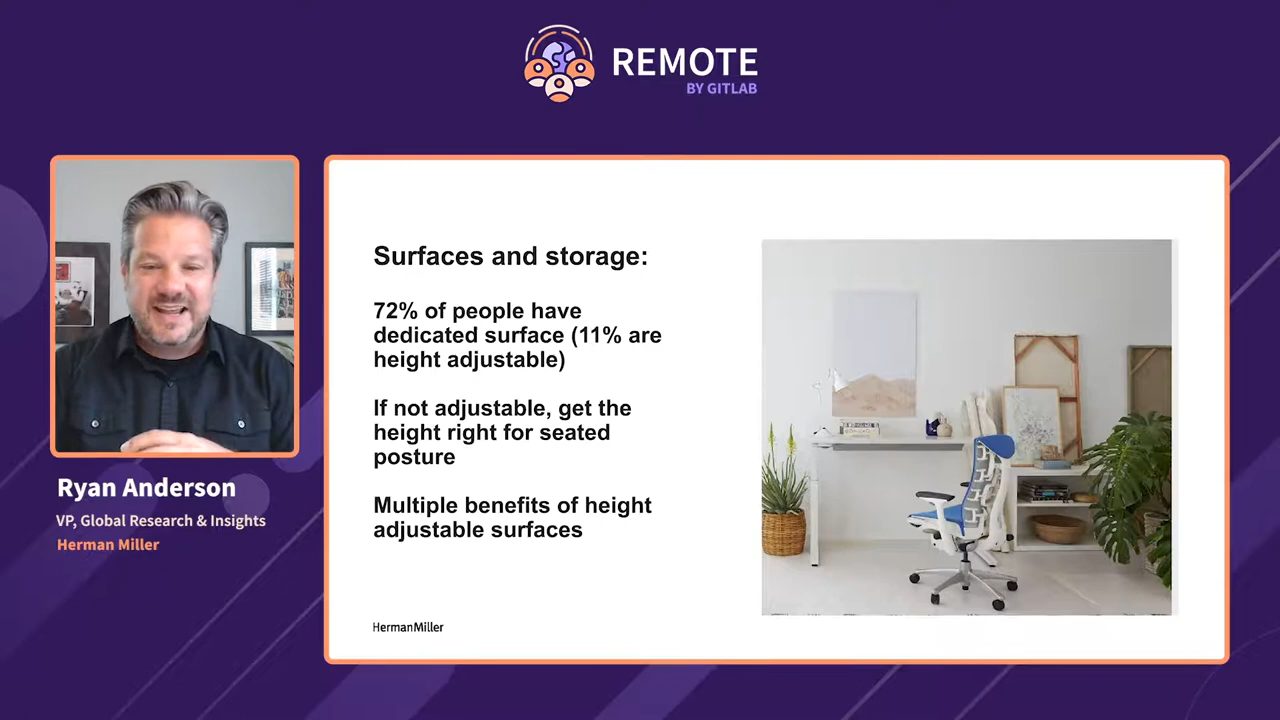 REMOTE
BY GITLAB
Ryan Anderson
VP, Global Research & Insights
Herman Miller
Surfaces and storage:
72% of people have
dedicated surface (11% are
height adjustable)
If not adjustable, get the
height right for seated
posture
Multiple benefits of height
adjustable surfaces
HermanMiller